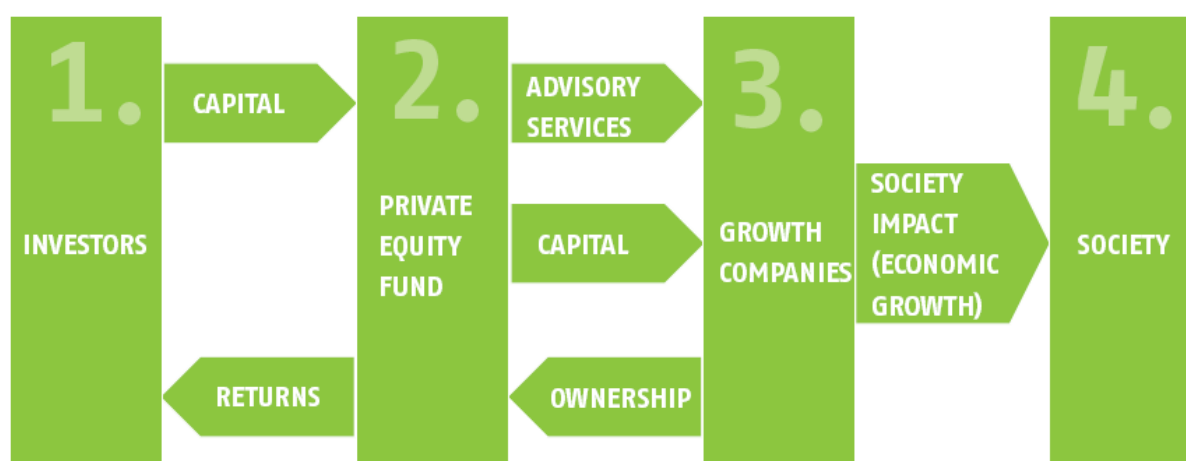 1.
INVESTORS
CAPITAL
RETURNS
2.
PRIVATE
EQUITY
FUND
ADVISORY
SERVICES
CAPITAL
OWNERSHIP
3.
GROWTH
COMPANIES
SOCIETY
IMPACT
(ECONOMIC
GROWTH)
4.
SOCIETY